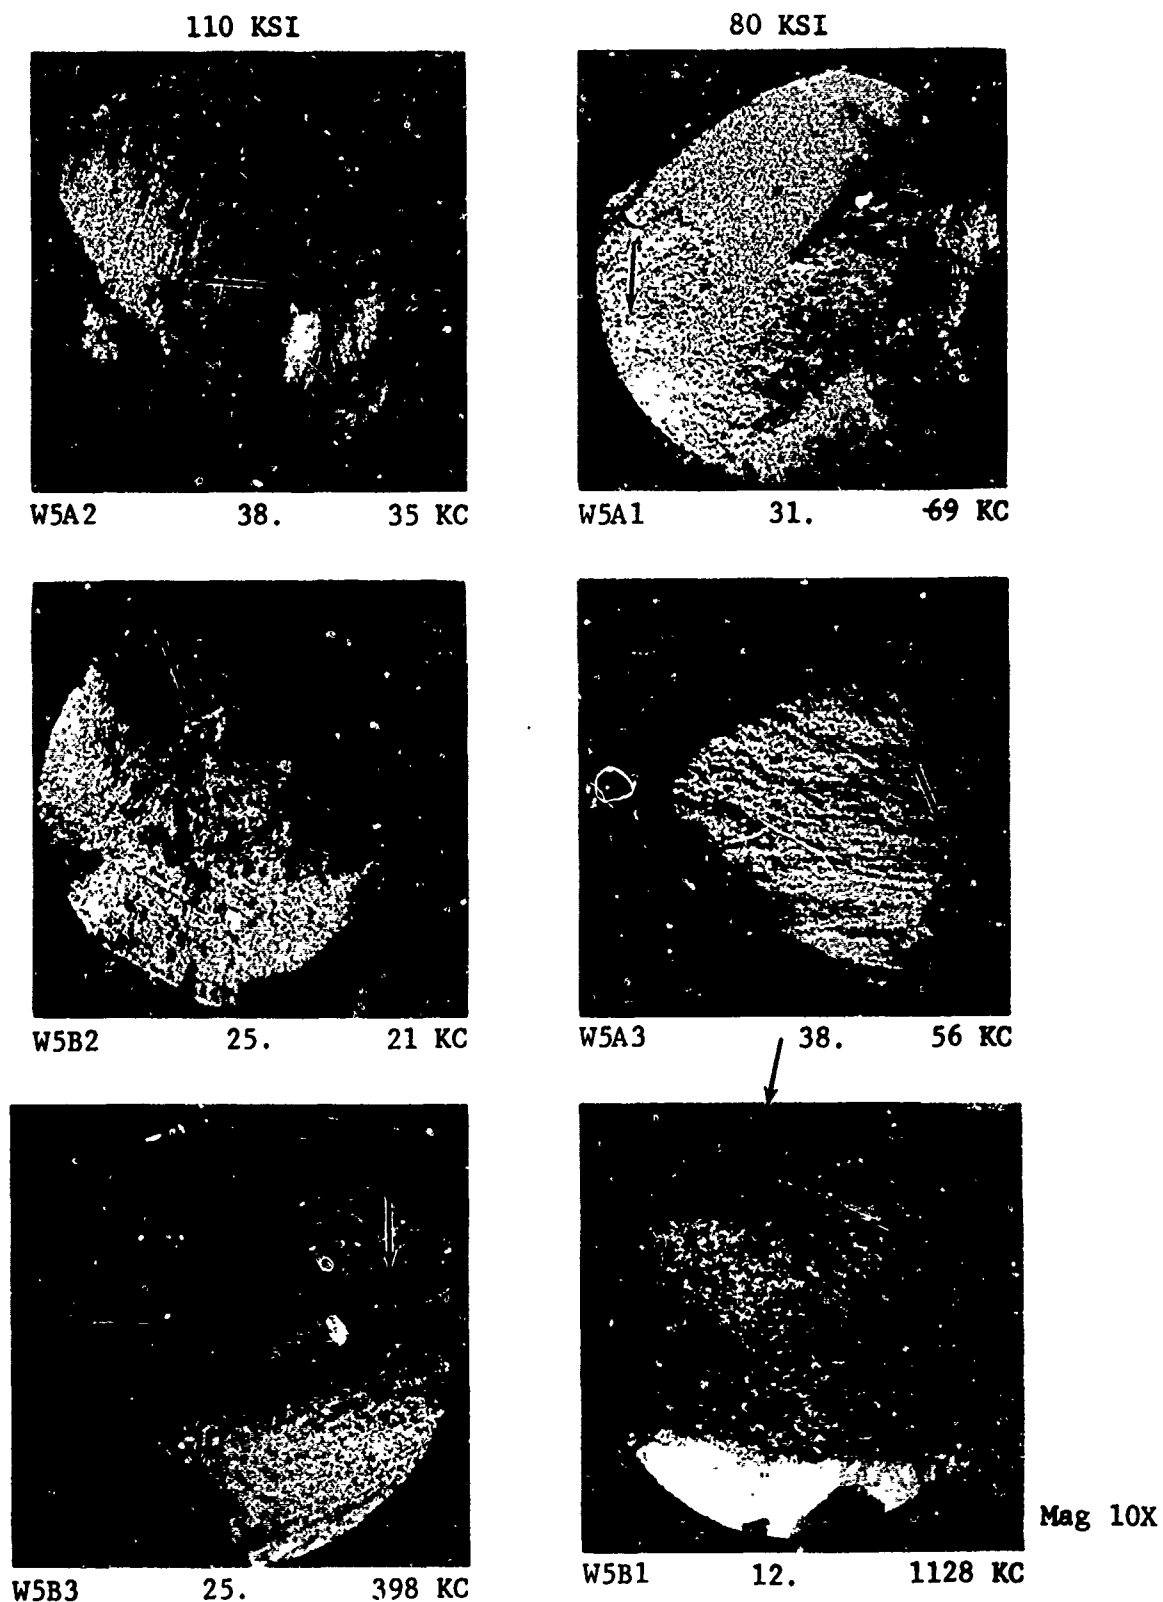 110 KSI 80 KSI
W5A2 38. 35 KC W5A1 31. 69 KC
W5B2 25. 21 KC W5A3 38. 56 KC
Mag 10X
W5B3 25. 398 KC W5B1 12. 1128 KC